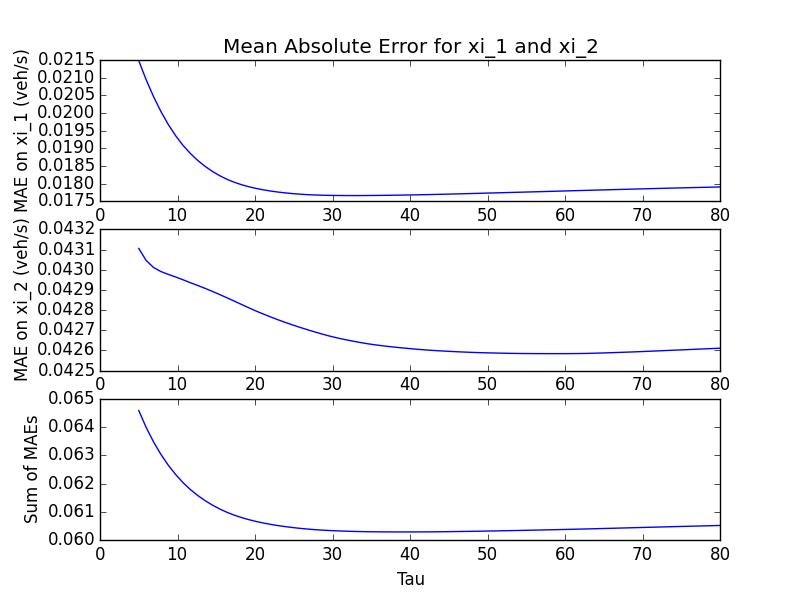 Mean Absolute Error for xi_1 and xi_2
MAE on xi_1 (veh/s)
0.0215
0.0210
0.0205
0.0200
0.0195
0.0190
0.0185
0.0180
0.0175
0 10 20 30 40 50 60 70 80
MAE on xi_2 (veh/s)
0.0432
0.0431
0.0430
0.0429
0.0428
0.0427
0.0426
0.0425
0 10 20 30 40 50 60 70 80
Sum of MAEs
0.065
0.064
0.063
0.062
0.061
0.060
0 10 20 30 40 50 60 70 80
Tau